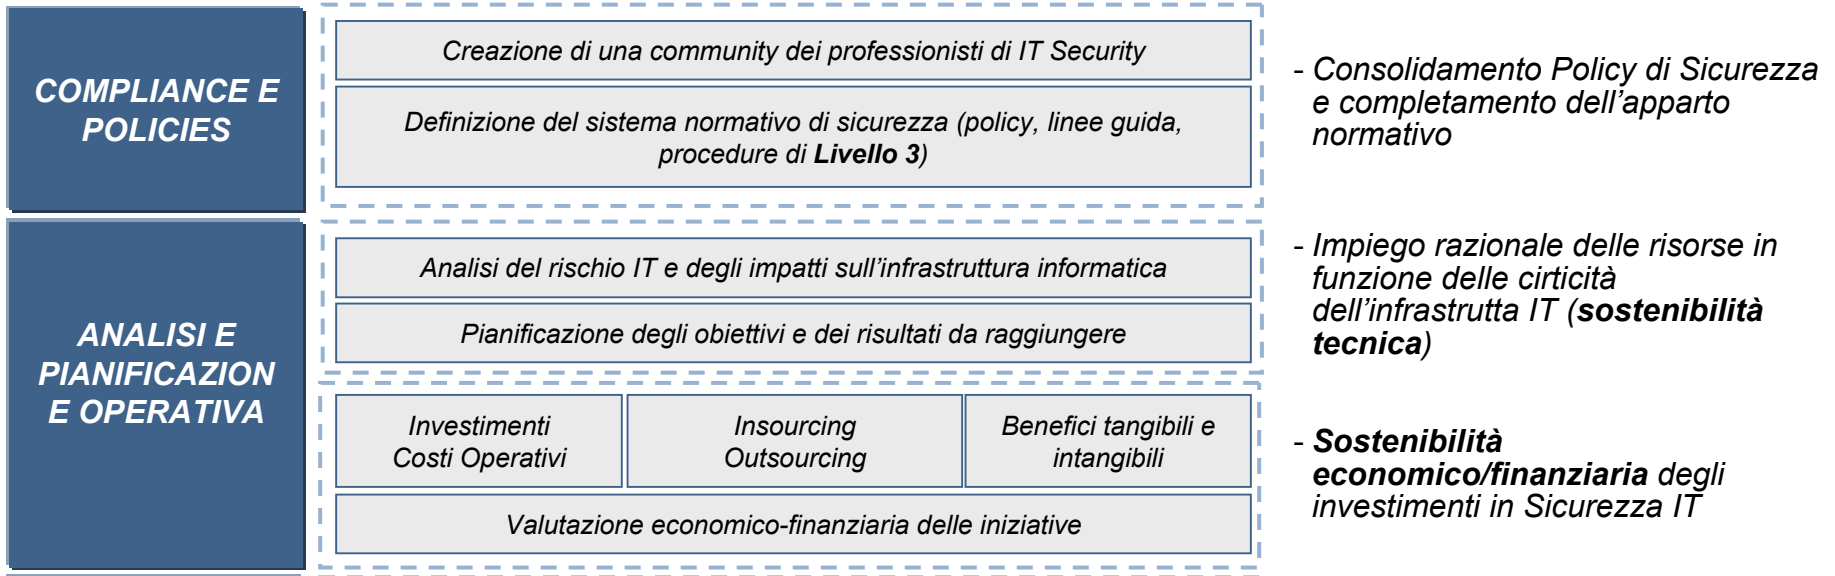 COMPLIANCE E
POLICIES
Creazione di una community dei professionisti di IT Security
Definizione del sistema normativo di sicurezza (policy, linee guida,
procedure di Livello 3)
- Consolidamento Policy di Sicurezza
e completamento dell'apparto
normativo
ANALISI E
PIANIFICAZION
E OPERATIVA
Analisi del rischio IT e degli impatti sull'infrastruttura informatica
Pianificazione degli obiettivi e dei risultati da raggiungere
- Impiego razionale delle risorse in
funzione delle cirticità
dell'infrastrutta IT (sostenibilità
tecnica)
Investimenti
Costi Operativi
Insourcing
Outsourcing
Benefici tangibili e
intangibili
Valutazione economico-finanziaria delle iniziative
- Sostenibilità
economico/finanziaria degli
investimenti in Sicurezza IT